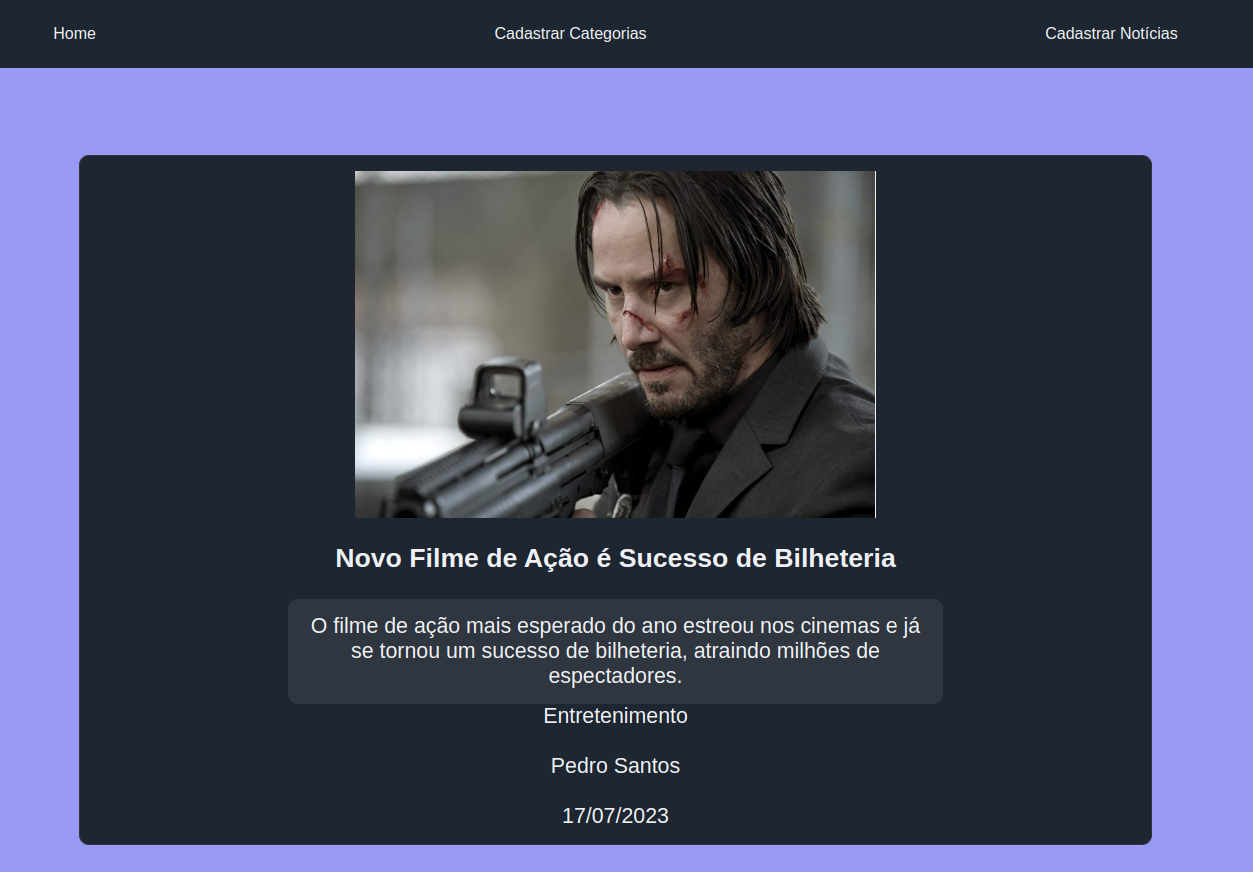 Home
Cadastrar Categorias
Cadastrar Notícias
Novo Filme de Ação é Sucesso de Bilheteria
O filme de ação mais esperado do ano estreou nos cinemas e já
se tornou um sucesso de bilheteria, atraindo milhões de
espectadores.
Entretenimento
Pedro Santos
17/07/2023